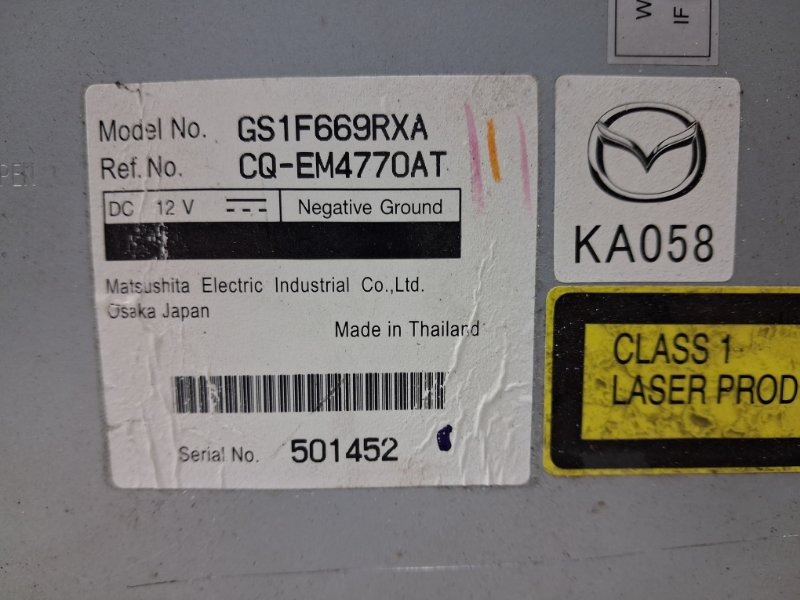 W
IF
Model No. GS1F669RXA
Ref. No. CQ-EM4770AT
DC 12 V Negative Ground
Matsushita Electric Industrial Co.,Ltd.
Osaka Japan
Made in Thailand
Serial No. 501452
KA058
CLASS 1
LASER PROD